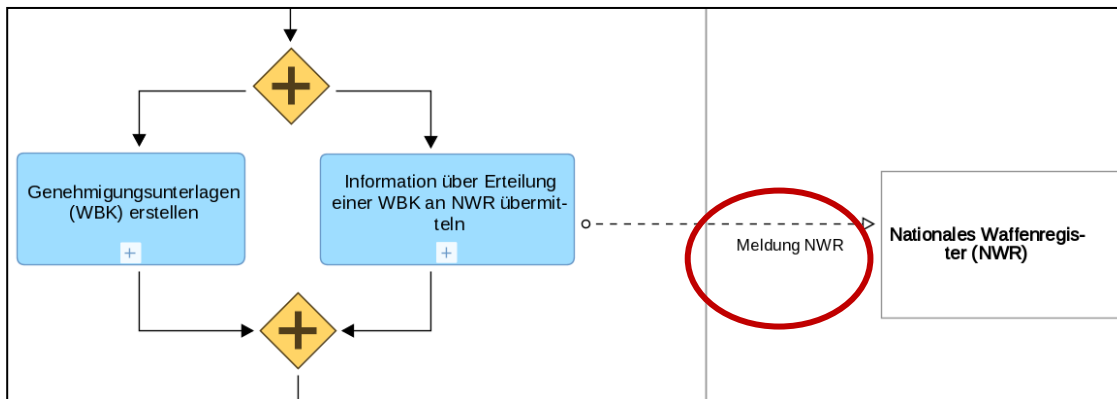 Genehmigungsunterlagen
(WBK) erstellen
Information über Erteilung
einer WBK an NWR übermit-
teln
Meldung NWR
Nationales Waffenregis-
ter (NWR)